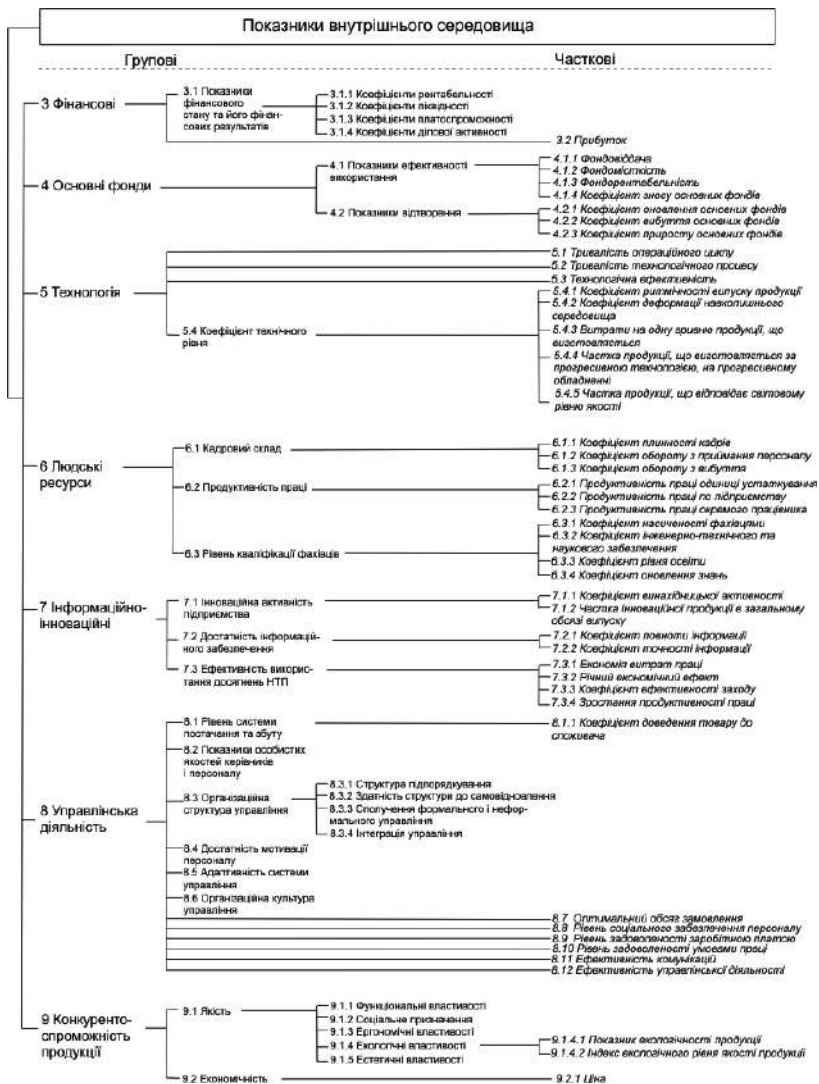 Показники внутрішнього середовища
Групові
Часткові
3 Фінансові
3.1 Показники
фінансового
стану та його фінан-
сових результатів
3.1.1 Коефіцієнти рентабельності
3.1.2 Коефіцієнти ліквідності
3.1.3 Коефіцієнти платоспроможності
3.1.4 Коефіцієнти ділової активності
3.2 Прибуток
4 Основні фонди
4.1 Показники ефективності
використання
4.1.1 Фондовіддача
4.1.2 Фондомісткість
4.1.3 Фондорентабельність
4.1.4 Коефіцієнт зносу основних фондів
4.2 Показники відтворення
4.2.1 Коефіцієнт оновлення основних фондів
4.2.2 Коефіцієнт вибуття основних фондів
4.2.3 Коефіцієнт приросту основних фондів
5 Технологія
5.1 Тривалість операційного циклу
5.2 Тривалість технологічного процесу
5.3 Технологічна ефективність
5.4 Коефіцієнт технічного
рівня
5.4.1 Коефіцієнт ритмічності випуску продукції
5.4.2 Коефіцієнт деформації навколишнього
середовища
5.4.3 Витрати на одну гривню продукції, що
виготовляється
5.4.4 Частка продукції, що виготовляється за
прогресивною технологією, на прогресивному
обладненні
5.4.5 Частка продукції, що відповідає світовому
рівню якості
6 Людські
ресурси
6.1 Кадровий склад
6.1.1 Коефіцієнт плинності кадрів
6.1.2 Коефіцієнт обороту з приймання персоналу
6.1.3 Коефіцієнт обороту з вибуття
6.2 Продуктивність праці
6.2.1 Продуктивність праці одиниці устаткування
6.2.2 Продуктивність праці по підприємству
6.2.3 Продуктивність праці окремого працівника
6.3 Рівень кваліфікації фахівців
6.3.1 Коефіцієнт насиченості фахівцями
6.3.2 Коефіцієнт інженерно-технічного та
наукового забезпечення
6.3.3 Коефіцієнт рівня освіти
6.3.4 Коефіцієнт оновлення знань
7 Інформаційно-
інноваційні
7.1 Інноваційна активність
підприємства
7.1.1 Коефіцієнт винахідницької активності
7.1.2 Частка інноваційної продукції в загальному
обсязі випуску
7.2 Достатність інформацій-
ного забезпечення
7.2.1 Коефіцієнт повноти інформації
7.2.2 Коефіцієнт точності інформації
7.3 Ефективність викорис-
тання досягнень НТП
7.3.1 Економія витрат праці
7.3.2 Річний економічний ефект
7.3.3 Коефіцієнт ефективності заходу
7.3.4 Зростання продуктивності праці
8 Управлінська
діяльність
8.1 Рівень системи
постачання та збуту
8.1.1 Коефіцієнт доведення товару до
споживача
8.2 Показники особистих
якостей керівників
і персоналу
8.3 Організаційна
структура управління
8.3.1 Структура підпорядкування
8.3.2 Здатність структури до самовідновлення
8.3.3 Сполучення формального і нефор-
мального управління
8.3.4 Інтеграція управління
8.4 Достатність мотивації
персоналу
8.5 Адаптивність системи
управління
8.6 Організаційна культура
управління
8.7 Оптимальний обсяг замовлення
8.8 Рівень соціального забезпечення персоналу
8.9 Рівень задоволеності заробітною платою
8.10 Рівень задоволеності умовами праці
8.11 Ефективність комунікацій
8.12 Ефективність управлінської діяльності
9 Конкуренто-
спроможність
продукції
9.1 Якість
9.1.1 Функціональні властивості
9.1.2 Соціальне призначення
9.1.3 Ергономічні властивості
9.1.4 Екологічні властивості
9.1.5 Естетичні властивості
9.1.4.1 Показник екологічності продукції
9.1.4.2 Індекс екологічного рівня якості продукції
9.2 Економічність
9.2.1 Ціна